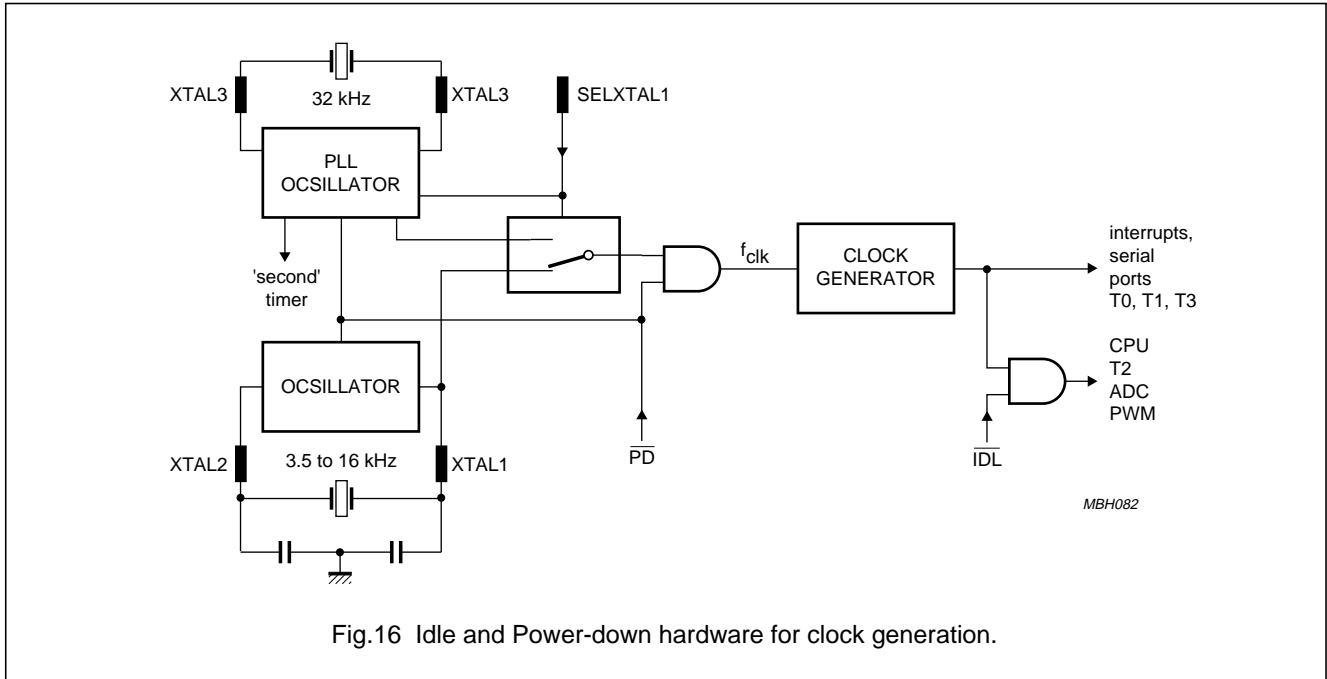 XTAL3
32 kHz
XTAL3
SELXTAL1
PLL
OCSILLATOR
'second'
timer
fclk
CLOCK
GENERATOR
interrupts,
serial
ports
T0, T1, T3
CPU
T2
ADC
PWM
OCSILLATOR
XTAL2
3.5 to 16 kHz
XTAL1
PD
IDL
MBH082
Fig.16 Idle and Power-down hardware for clock generation.